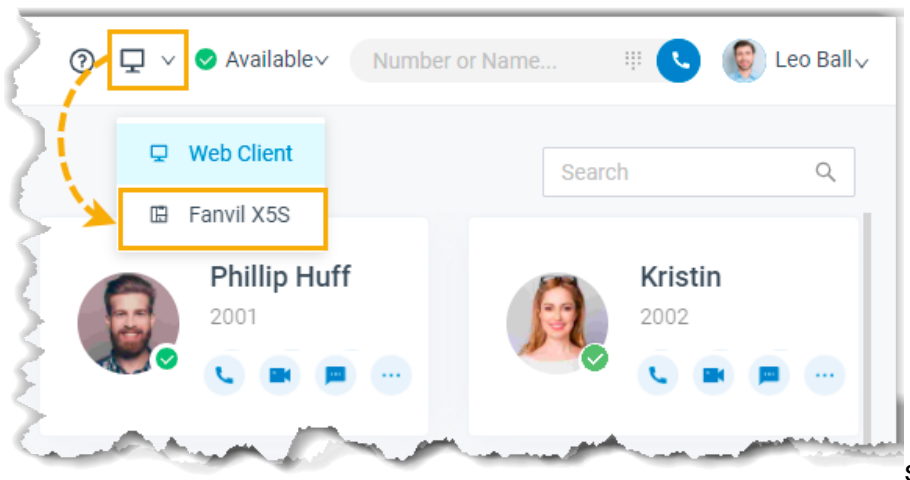 Available
Number or Name...
Leo Ball
Web Client
Search
Fanvil X5S
Phillip Huff
Kristin
2001
2002